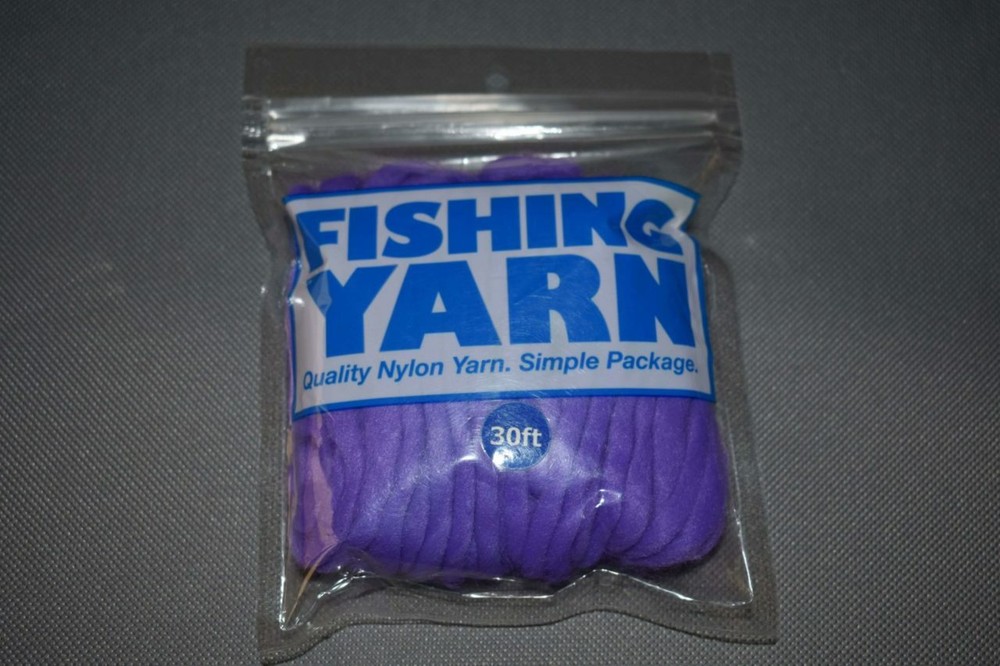 FISHING
YARN
Quality Nylon Yarn. Simple Package.
30ft